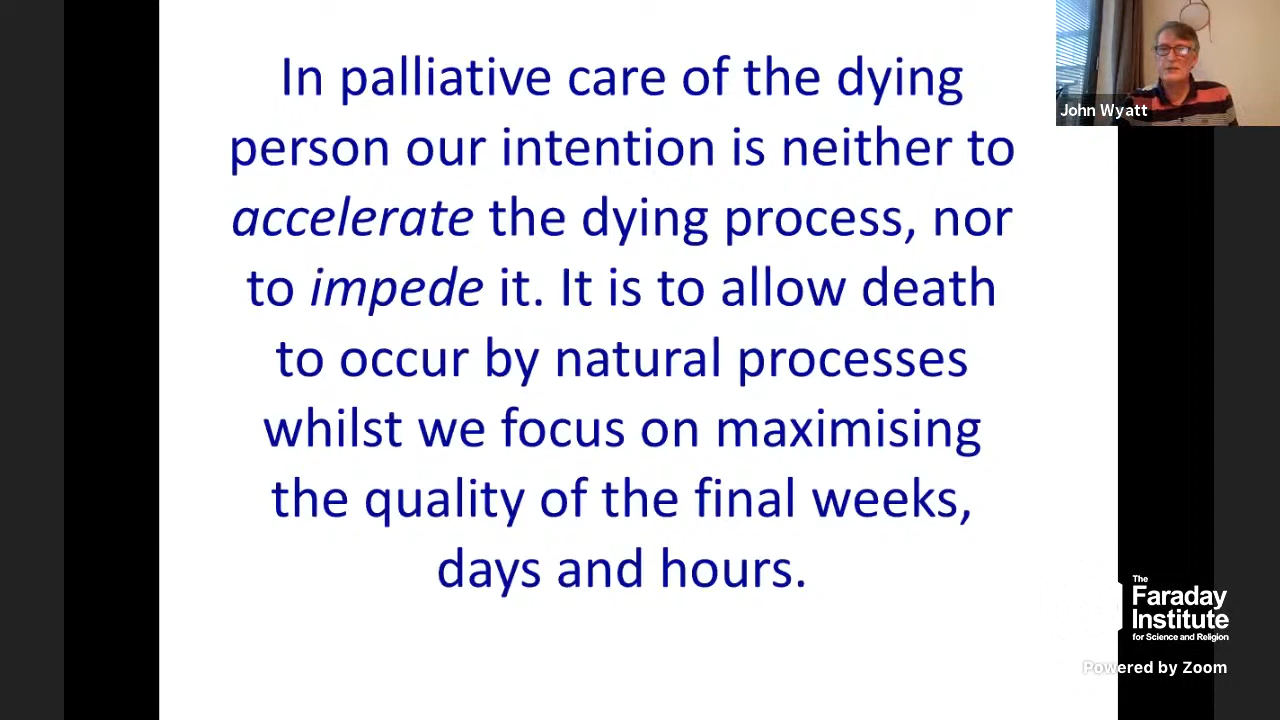 In palliative care of the dying
person our intention is neither to
accelerate the dying process, nor
to impede it. It is to allow death
to occur by natural processes
whilst we focus on maximising
the quality of the final weeks,
days and hours.
John Wyatt
The
Faraday
Institute
for Science and Religion
Powered by Zoom